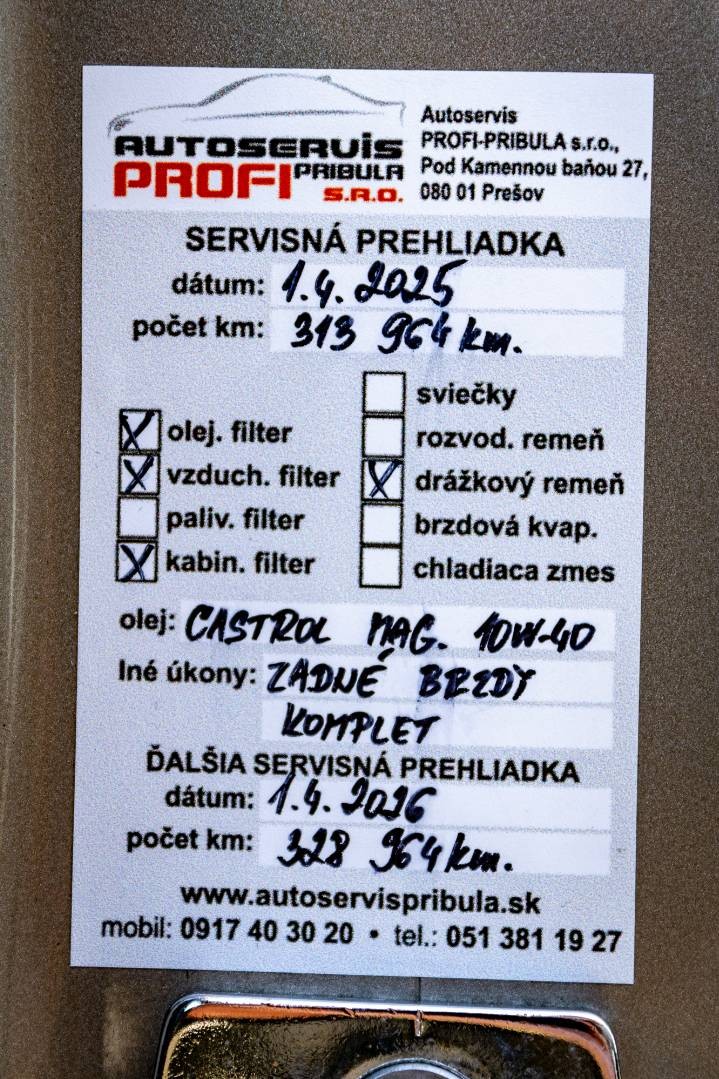 AUTOSERVIS
PROFI PRIBULA
S.R.O.
Autoservis
PROFI-PRIBULA s.r.o.,
Pod Kamennou baňou 27,
080 01 Prešov
SERVISNÁ PREHLIADKA
dátum: 1.4.2025
počet km: 313 964 km.
olej. filter
vzduch. filter
paliv. filter
kabin. filter
sviečky
rozvod. remeň
drážkový remeň
brzdová kvap.
chladiaca zmes
olej: CASTROL MAG. 10W-40
Iné úkony: ZADNÉ BRZDY
KOMPLET
ĎALŠIA SERVISNÁ PREHLIADKA
dátum: 1.4.2026
počet km: 328 964 km.
www.autoservispribula.sk
mobil: 0917 40 30 20 • tel.: 051 381 19 27